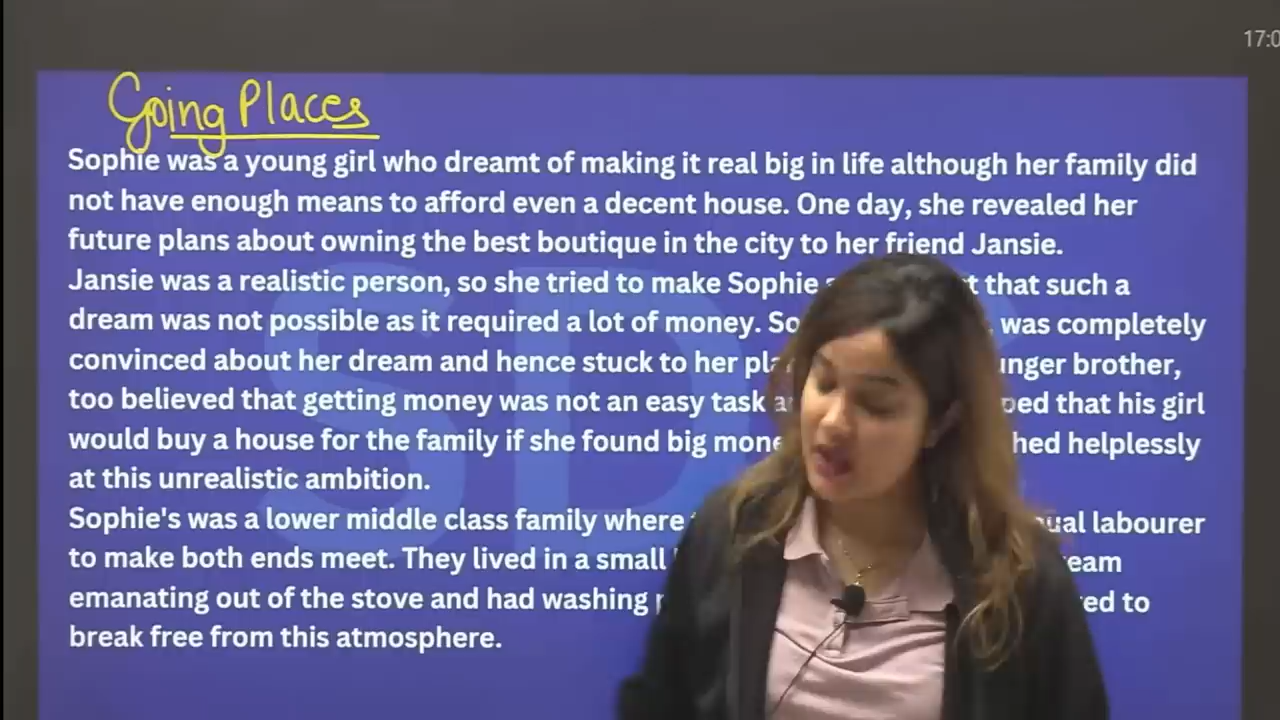 17:0
Going Places
Sophie was a young girl who dreamt of making it real big in life although her family did
not have enough means to afford even a decent house. One day, she revealed her
future plans about owning the best boutique in the city to her friend Jansie.
Jansie was a realistic person, so she tried to make Sophie that such a
dream was not possible as it required a lot of money. was completely
convinced about her dream and hence stuck to her brother,
too believed that getting money was not an easy task that his girl
would buy a house for the family if she found big helplessly
at this unrealistic ambition.
Sophie's was a lower middle class family where labourer
to make both ends meet. They lived in a small
emanating out of the stove and had washing to
break free from this atmosphere.